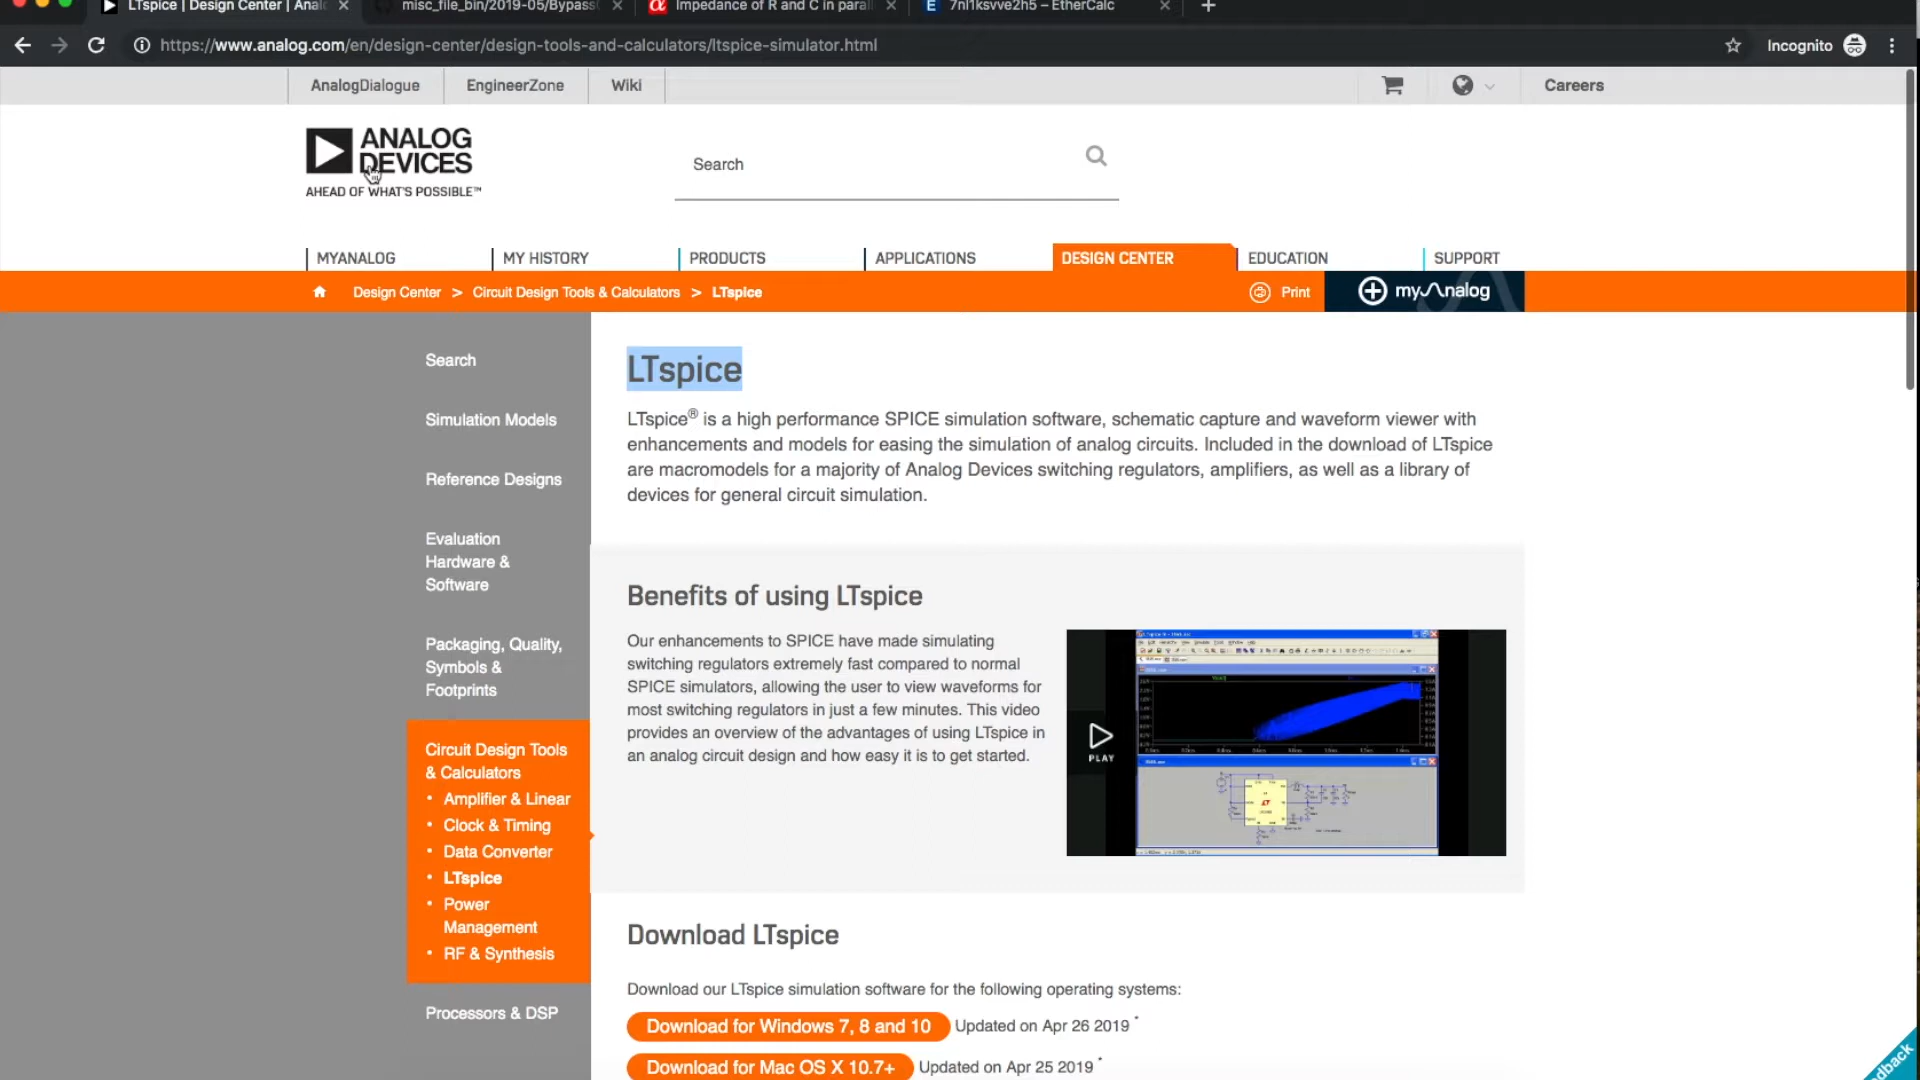 LTspice | Design Center | Anal
misc_file_bin/2019-05/Bypass
Impedance of R and C in paral
7nl1ksvve2h5 – EtherCalc
https://www.analog.com/en/design-center/design-tools-and-calculators/ltspice-simulator.html
Incognito
AnalogDialogue
EngineerZone
Wiki
Careers
ANALOG
DEVICES
AHEAD OF WHAT'S POSSIBLE™
Search
MYANALOG
MY HISTORY
PRODUCTS
APPLICATIONS
DESIGN CENTER
EDUCATION
SUPPORT
Design Center > Circuit Design Tools & Calculators > LTspice
Print
myAnalog
Search
Simulation Models
Reference Designs
Evaluation
Hardware &
Software
Packaging, Quality,
Symbols &
Footprints
Circuit Design Tools
& Calculators
• Amplifier & Linear
• Clock & Timing
• Data Converter
• LTspice
• Power
Management
• RF & Synthesis
Processors & DSP
LTspice
LTspice® is a high performance SPICE simulation software, schematic capture and waveform viewer with
enhancements and models for easing the simulation of analog circuits. Included in the download of LTspice
are macromodels for a majority of Analog Devices switching regulators, amplifiers, as well as a library of
devices for general circuit simulation.
Benefits of using LTspice
Our enhancements to SPICE have made simulating
switching regulators extremely fast compared to normal
SPICE simulators, allowing the user to view waveforms for
most switching regulators in just a few minutes. This video
provides an overview of the advantages of using LTspice in
an analog circuit design and how easy it is to get started.
PLAY
Download LTspice
Download our LTspice simulation software for the following operating systems:
Download for Windows 7, 8 and 10 Updated on Apr 26 2019 *
Download for Mac OS X 10.7+ Updated on Apr 25 2019 *
dback